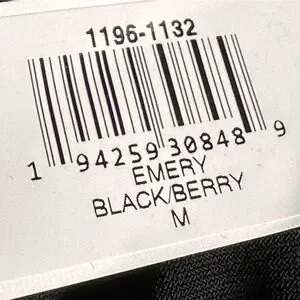 1196-1132
1 94259 30848 9
EMERY
BLACK/BERRY
M